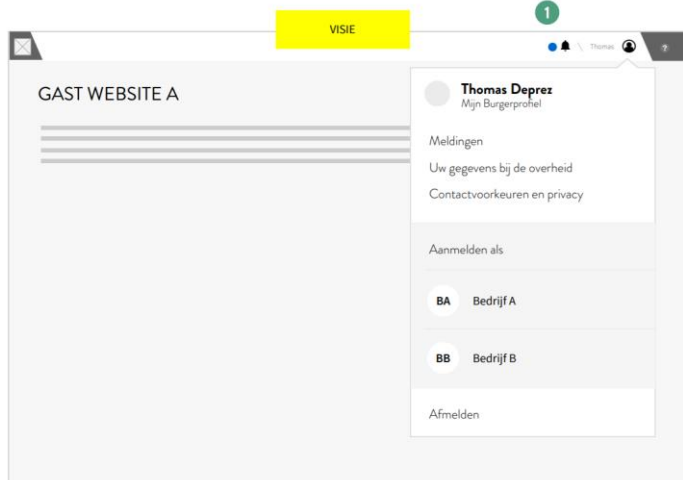 1
VISIE
Thomas
?
GAST WEBSITE A
Thomas Deprez
Mijn Burgerprofiel
Meldingen
Uw gegevens bij de overheid
Contactvoorkeuren en privacy
Aanmelden als
BA Bedrijf A
BB Bedrijf B
Afmelden